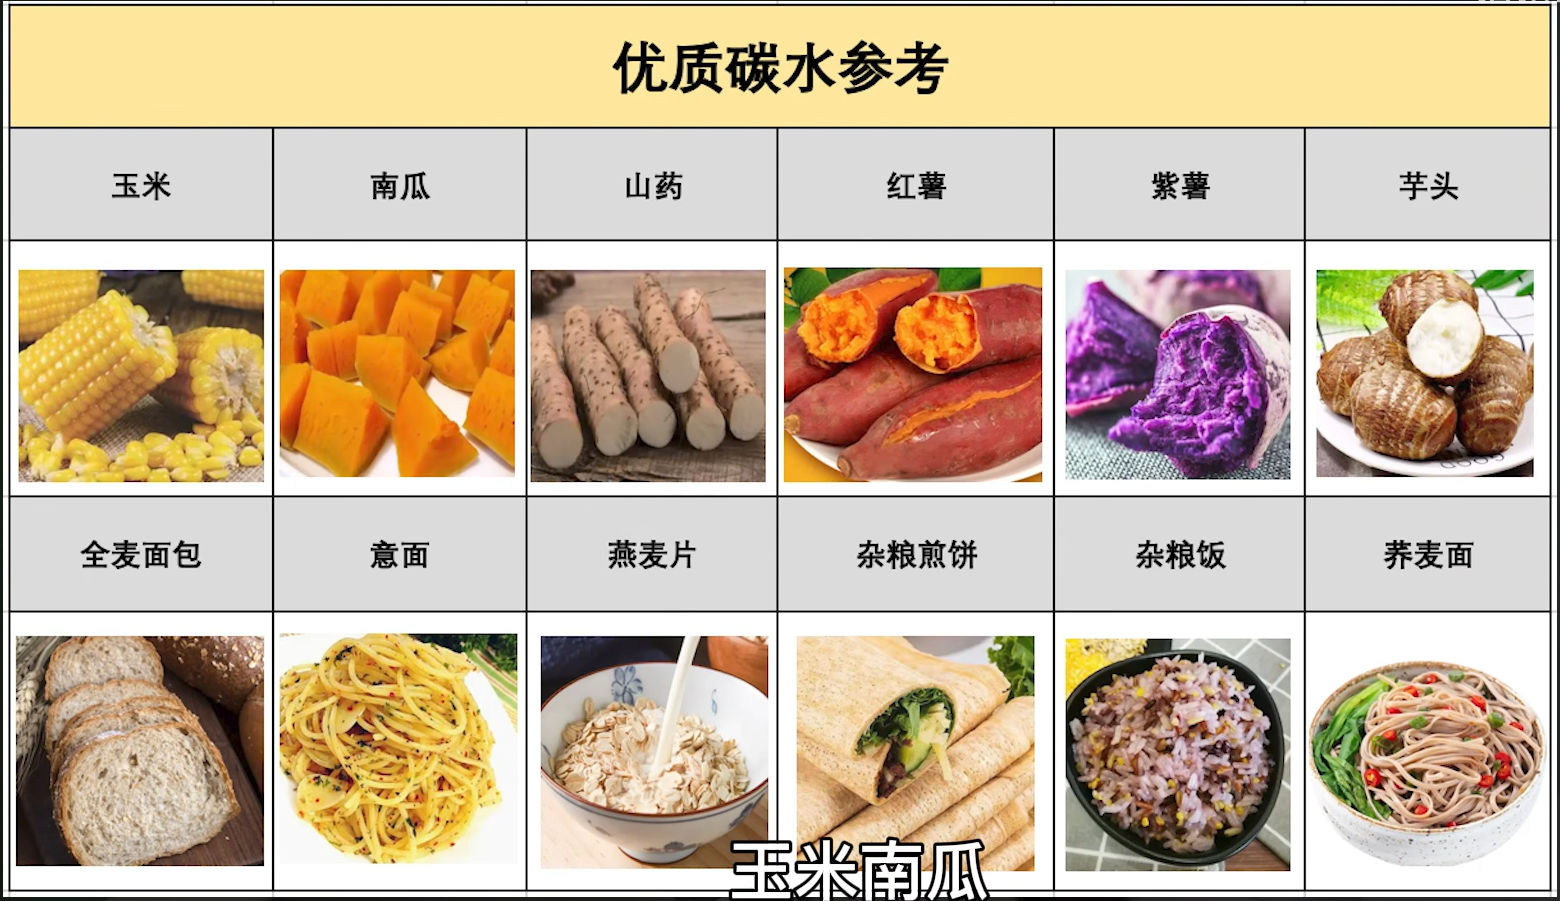 优质碳水参考
玉米 南瓜 山药 红薯 紫薯 芋头
全麦面包 意面 燕麦片 杂粮煎饼 杂粮饭 荞麦面
玉米南瓜